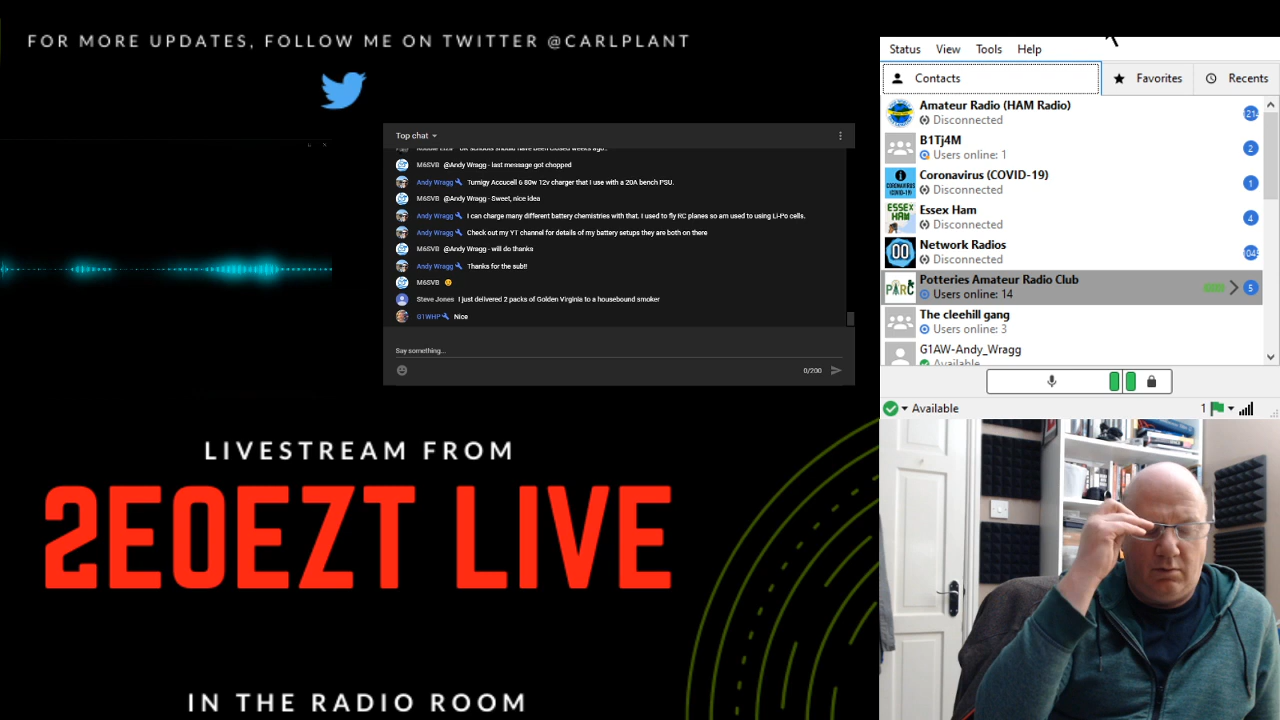 FOR MORE UPDATES, FOLLOW ME ON TWITTER @CARLPLANT
Top chat
M6SVB @Andy Wragg - last message got chopped
Andy Wragg Turnigy Accucell 6 80w 12v charger that I use with a 20A bench PSU.
M6SVB @Andy Wragg - Sweet, nice idea
Andy Wragg I can charge many different battery chemistries with that. I used to fly RC planes so am used to using Li-Po cells.
Andy Wragg Check out my YT channel for details of my battery setups they are both on there
M6SVB @Andy Wragg - will do thanks
Andy Wragg Thanks for the sub!!
M6SVB
Steve Jones I just delivered 2 packs of Golden Virginia to a housebound smoker
G1WHP Nice
Say something...
0/200
LIVESTREAM FROM
2E0EZT LIVE
IN THE RADIO ROOM
Status View Tools Help
Contacts Favorites Recents
Amateur Radio (HAM Radio)
Disconnected
B1Tj4M
Users online: 1
2
Coronavirus (COVID-19)
Disconnected
1
CORONAVIRUS
(COVID-19)
Essex Ham
Disconnected
4
ESSEX
HAM
Network Radios
Disconnected
Potteries Amateur Radio Club
Users online: 14
5
PARC
The cleehill gang
Users online: 3
G1AW-Andy_Wragg
Available
Available
1